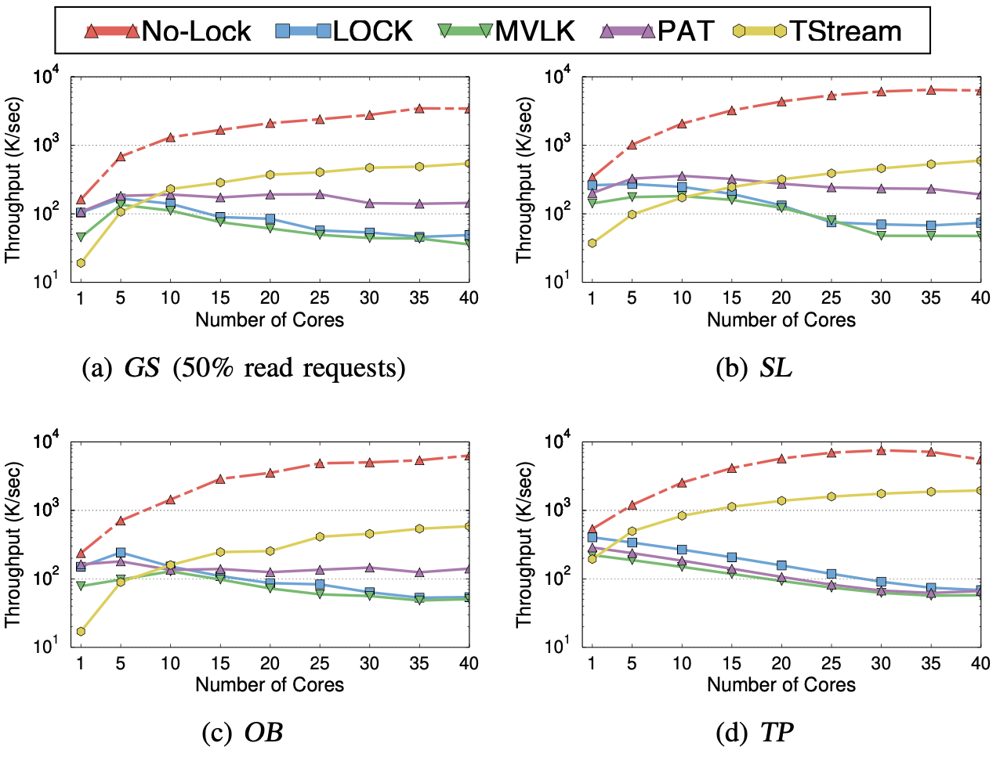 No-Lock LOCK MVLK PAT TStream
Throughput (K/sec)
10^4
10^3
10^2
10^1
1 5 10 15 20 25 30 35 40
Number of Cores
(a) GS (50% read requests)
Throughput (K/sec)
10^4
10^3
10^2
10^1
1 5 10 15 20 25 30 35 40
Number of Cores
(b) SL
Throughput (K/sec)
10^4
10^3
10^2
10^1
1 5 10 15 20 25 30 35 40
Number of Cores
(c) OB
Throughput (K/sec)
10^4
10^3
10^2
10^1
1 5 10 15 20 25 30 35 40
Number of Cores
(d) TP